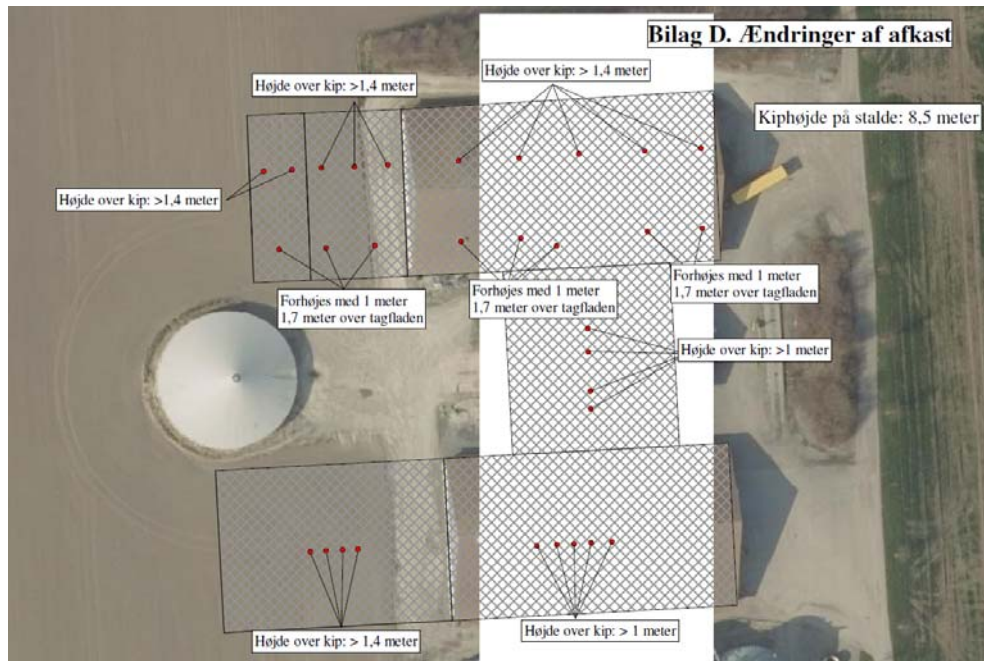 Bilag D. Ændringer af afkast
Højde over kip: > 1,4 meter
Højde over kip: >1,4 meter
Kiphøjde på stalde: 8,5 meter
Højde over kip: >1,4 meter
Forhøjes med 1 meter
1,7 meter over tagfladen
Forhøjes med 1 meter
1,7 meter over tagfladen
Forhøjes med 1 meter
1,7 meter over tagfladen
Højde over kip: >1 meter
Højde over kip: > 1,4 meter
Højde over kip: > 1 meter